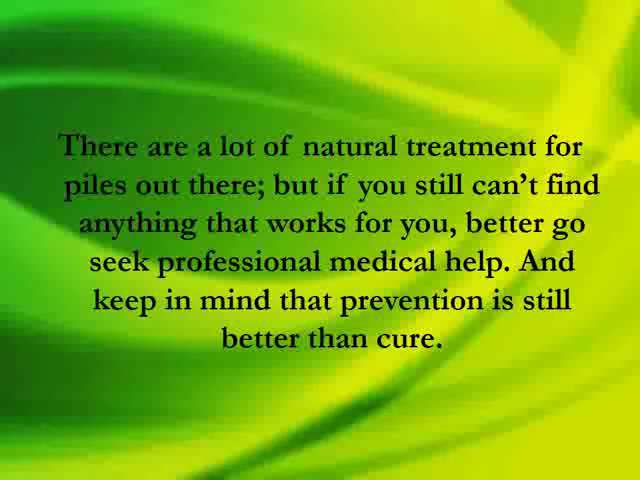 There are a lot of natural treatment for
piles out there; but if you still can’t find
anything that works for you, better go
seek professional medical help. And
keep in mind that prevention is still
better than cure.